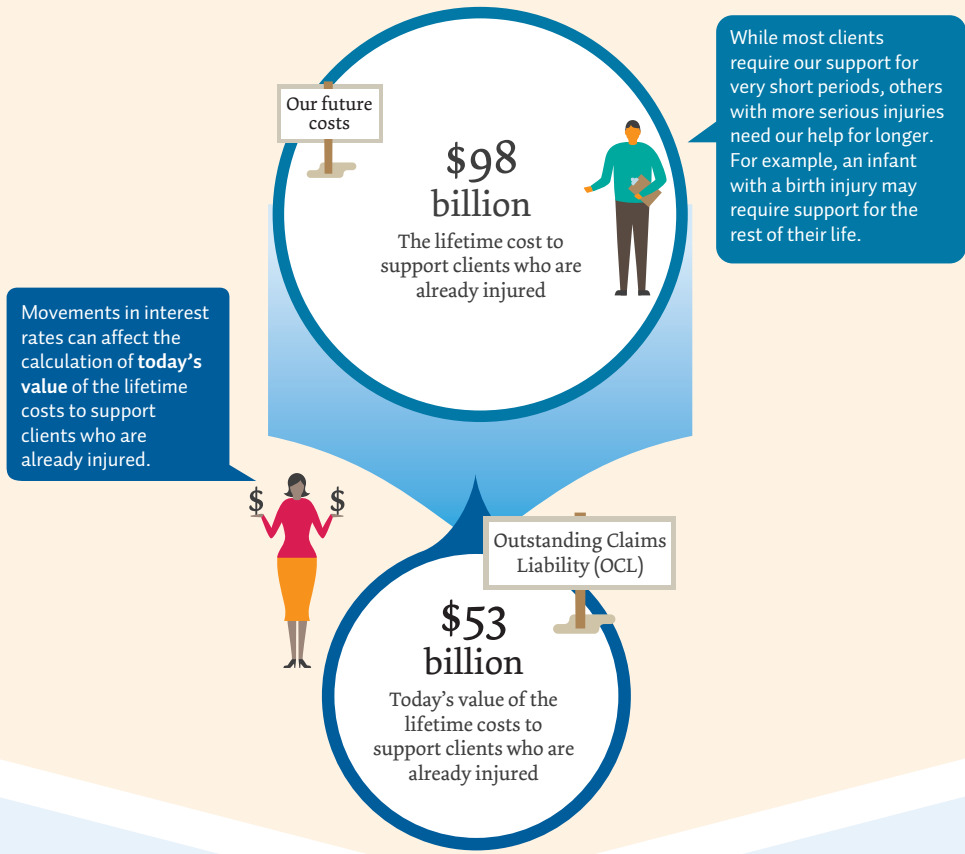 Our future
costs
$98
billion
The lifetime cost to
support clients who are
already injured
While most clients
require our support for
very short periods, others
with more serious injuries
need our help for longer.
For example, an infant
with a birth injury may
require support for the
rest of their life.
Movements in interest
rates can affect the
calculation of today’s
value of the lifetime
costs to support
clients who are
already injured.
$ $
Outstanding Claims
Liability (OCL)
$53
billion
Today’s value of the
lifetime costs to
support clients who are
already injured